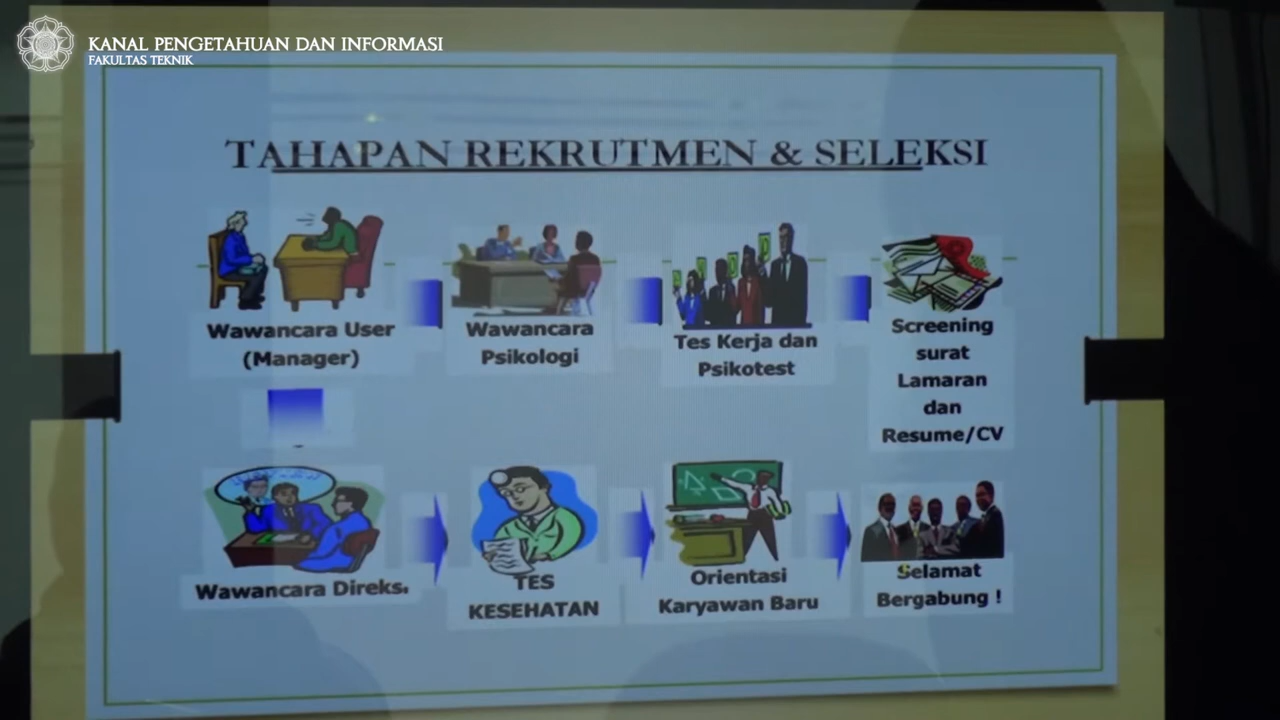 KANAL PENGETAHUAN DAN INFORMASI
FAKULTAS TEKNIK
TAHAPAN REKRUTMEN & SELEKSI
Wawancara User
(Manager)
Wawancara
Psikologi
Tes Kerja dan
Psikotest
Screening
surat
Lamaran
dan
Resume/CV
Wawancara Direksi
TES
KESEHATAN
Orientasi
Karyawan Baru
Selamat
Bergabung !